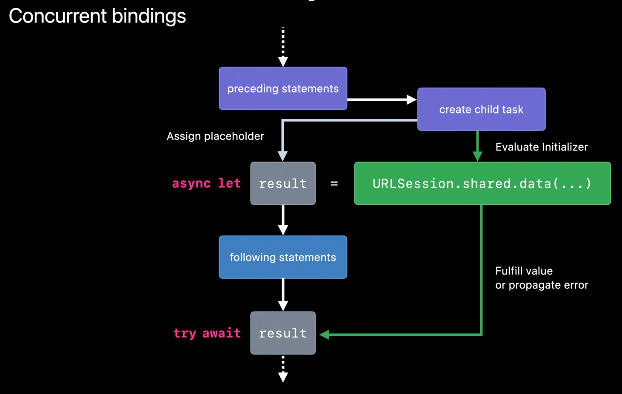 Concurrent bindings
preceding statements
create child task
Assign placeholder
Evaluate Initializer
async let result = URLSession.shared.data(...)
following statements
Fulfill value
or propagate error
try await result